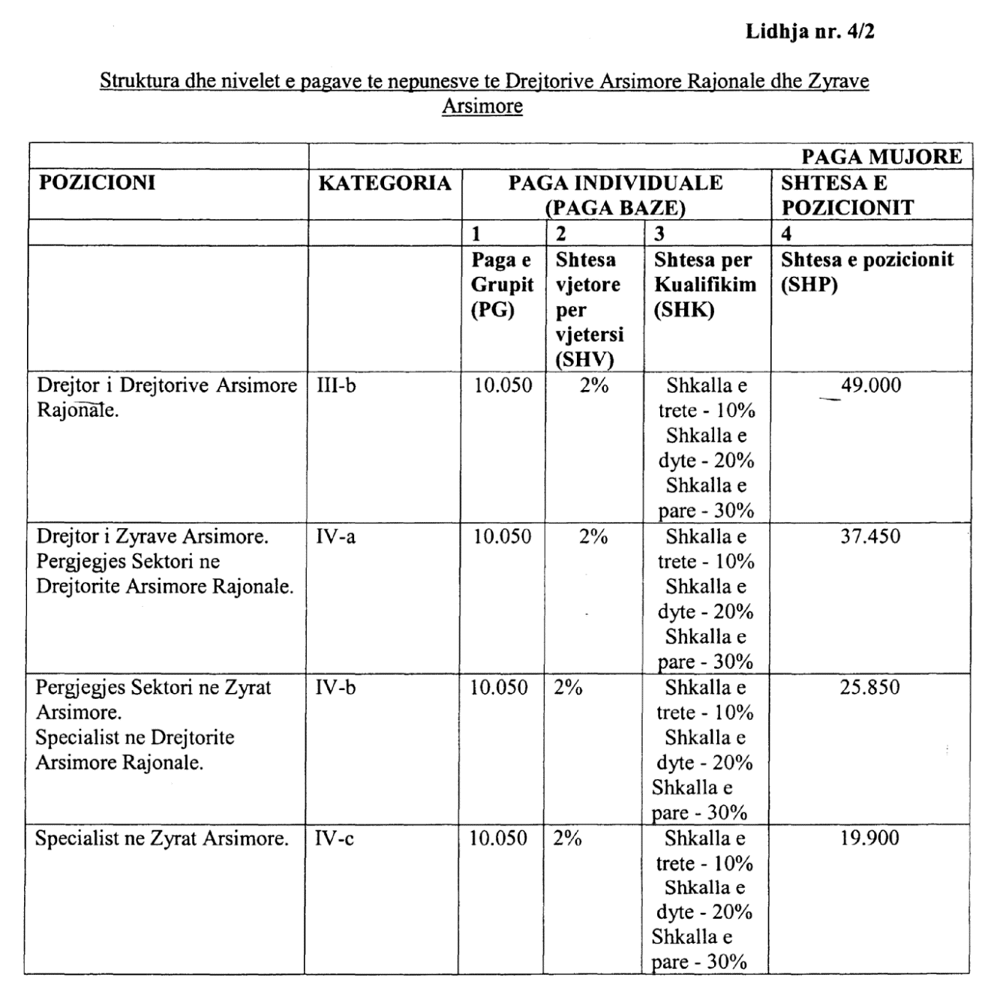 Lidhja nr. 4/2
Struktura dhe nivelet e pagave te nepunesve te Drejtorive Arsimore Rajonale dhe Zyrave
Arsimore
PAGA MUJORE
POZICIONI KATEGORIA PAGA INDIVIDUALE SHTESA E
(PAGA BAZE) POZICIONIT
1 2 3 4
Paga e Shtesa Shtesa per Shtesa e pozicionit
Grupit vjetore Kualifikim (SHP)
(PG) per (SHK)
vjetersi
(SHV)
Drejtor i Drejtorive Arsimore III-b 10.050 2% Shkalla e 49.000
Rajonale. trete - 10%
Shkalla e
dyte - 20%
Shkalla e
pare - 30%
Drejtor i Zyrave Arsimore. IV-a 10.050 2% Shkalla e 37.450
Pergjegjes Sektori ne trete - 10%
Drejtorite Arsimore Rajonale. Shkalla e
dyte - 20%
Shkalla e
pare - 30%
Pergjegjes Sektori ne Zyrat IV-b 10.050 2% Shkalla e 25.850
Arsimore. trete - 10%
Specialist ne Drejtorite Shkalla e
Arsimore Rajonale. dyte - 20%
Shkalla e
pare - 30%
Specialist ne Zyrat Arsimore. IV-c 10.050 2% Shkalla e 19.900
trete - 10%
Shkalla e
dyte - 20%
Shkalla e
pare - 30%